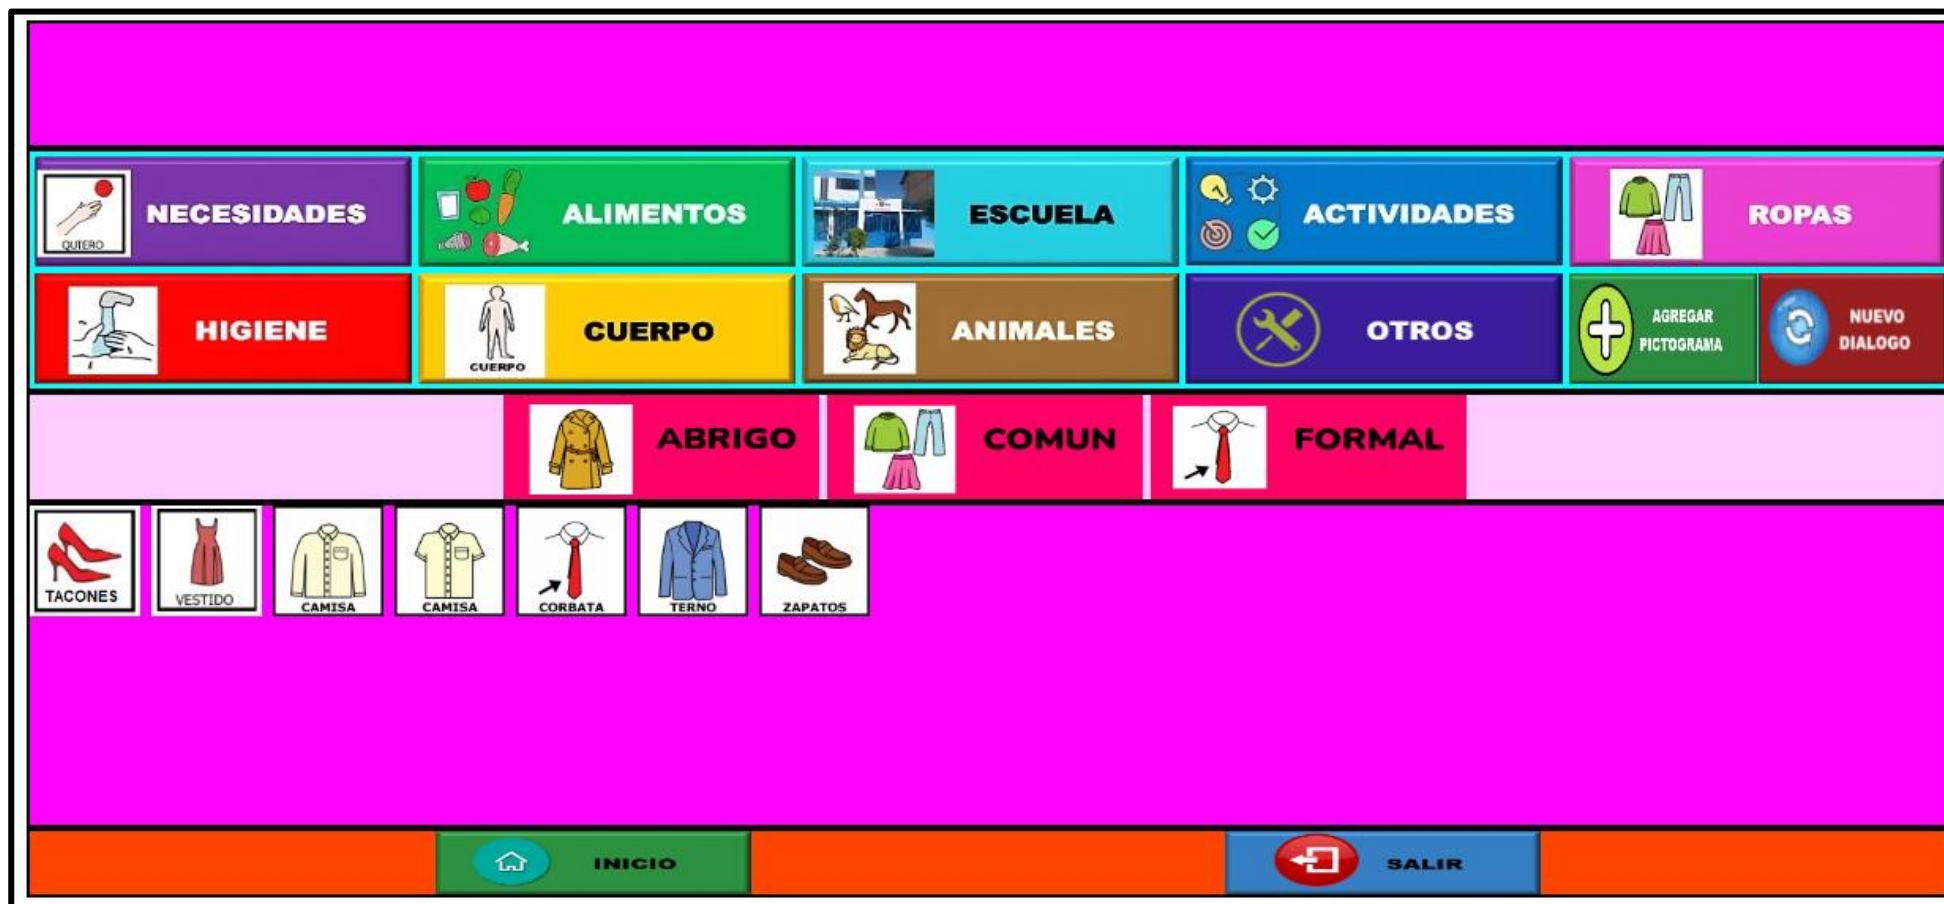 QUIERO
NECESIDADES
ALIMENTOS
ESCUELA
ACTIVIDADES
ROPAS
HIGIENE
CUERPO
CUERPO
ANIMALES
OTROS
AGREGAR
PICTOGRAMA
NUEVO
DIALOGO
ABRIGO
COMUN
FORMAL
TACONES
VESTIDO
CAMISA
CAMISA
CORBATA
TERNO
ZAPATOS
INICIO
SALIR